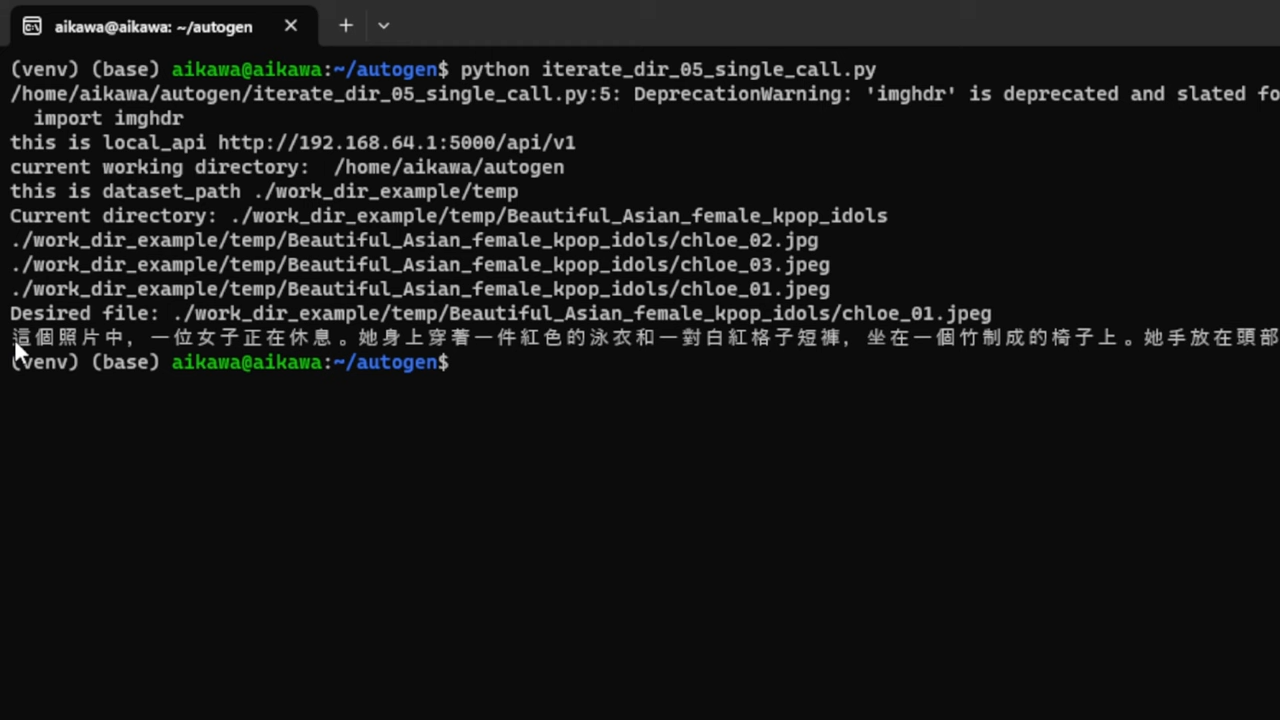 aikawa@aikawa: ~/autogen
(venv) (base) aikawa@aikawa:~/autogen$ python iterate_dir_05_single_call.py
/home/aikawa/autogen/iterate_dir_05_single_call.py:5: DeprecationWarning: 'imghdr' is deprecated and slated fo
import imghdr
this is local_api http://192.168.64.1:5000/api/v1
current working directory:  /home/aikawa/autogen
this is dataset_path ./work_dir_example/temp
Current directory: ./work_dir_example/temp/Beautiful_Asian_female_kpop_idols
./work_dir_example/temp/Beautiful_Asian_female_kpop_idols/chloe_02.jpg
./work_dir_example/temp/Beautiful_Asian_female_kpop_idols/chloe_03.jpeg
./work_dir_example/temp/Beautiful_Asian_female_kpop_idols/chloe_01.jpeg
Desired file: ./work_dir_example/temp/Beautiful_Asian_female_kpop_idols/chloe_01.jpeg
這個照片中，一位女子正在休息。她身上穿著一件紅色的泳衣和一對白紅格子短褲，坐在一個竹制成的椅子上。她手放在頭部
(venv) (base) aikawa@aikawa:~/autogen$